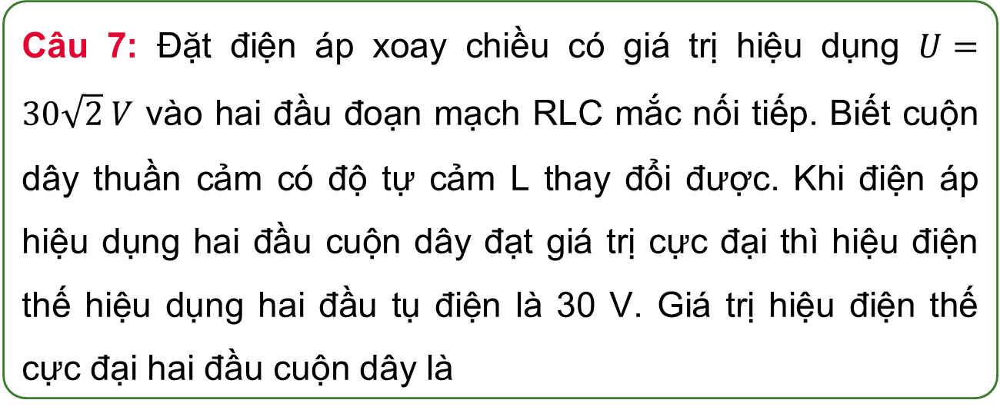 Câu 7: Đặt điện áp xoay chiều có giá trị hiệu dụng U =
30√2 V vào hai đầu đoạn mạch RLC mắc nối tiếp. Biết cuộn
dây thuần cảm có độ tự cảm L thay đổi được. Khi điện áp
hiệu dụng hai đầu cuộn dây đạt giá trị cực đại thì hiệu điện
thế hiệu dụng hai đầu tụ điện là 30 V. Giá trị hiệu điện thế
cực đại hai đầu cuộn dây là